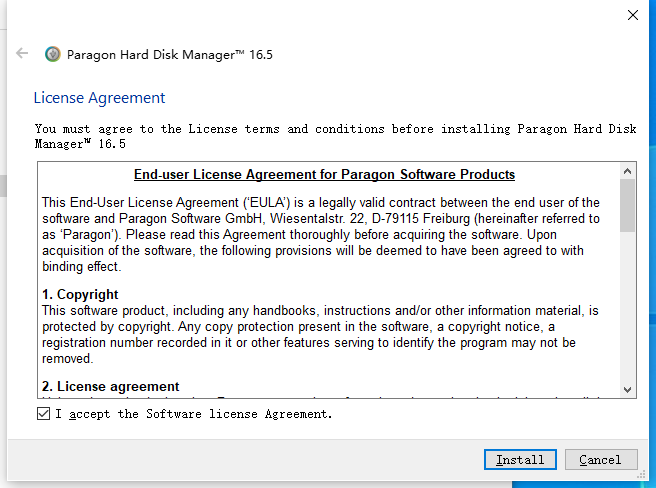 Paragon Hard Disk Manager™ 16.5
License Agreement
You must agree to the License terms and conditions before installing Paragon Hard Disk
Manager™ 16.5
End-user License Agreement for Paragon Software Products
This End-User License Agreement (‘EULA’) is a legally valid contract between the end user of the
software and Paragon Software GmbH, Wiesentalstr. 22, D-79115 Freiburg (hereinafter referred to
as ‘Paragon’). Please read this Agreement thoroughly before acquiring the software. Upon
acquisition of the software, the following provisions will be deemed to have been agreed to with
binding effect.
1. Copyright
This software product, including any handbooks, instructions and/or other information material, is
protected by copyright. Any copy protection present in the software, a copyright notice, a
registration number recorded in it or other features serving to identify the program may not be
removed.
2. License agreement
I accept the Software license Agreement.
Install
Cancel